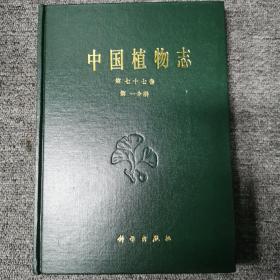 中国植物志
第七十七卷
第一分册
科学出版社